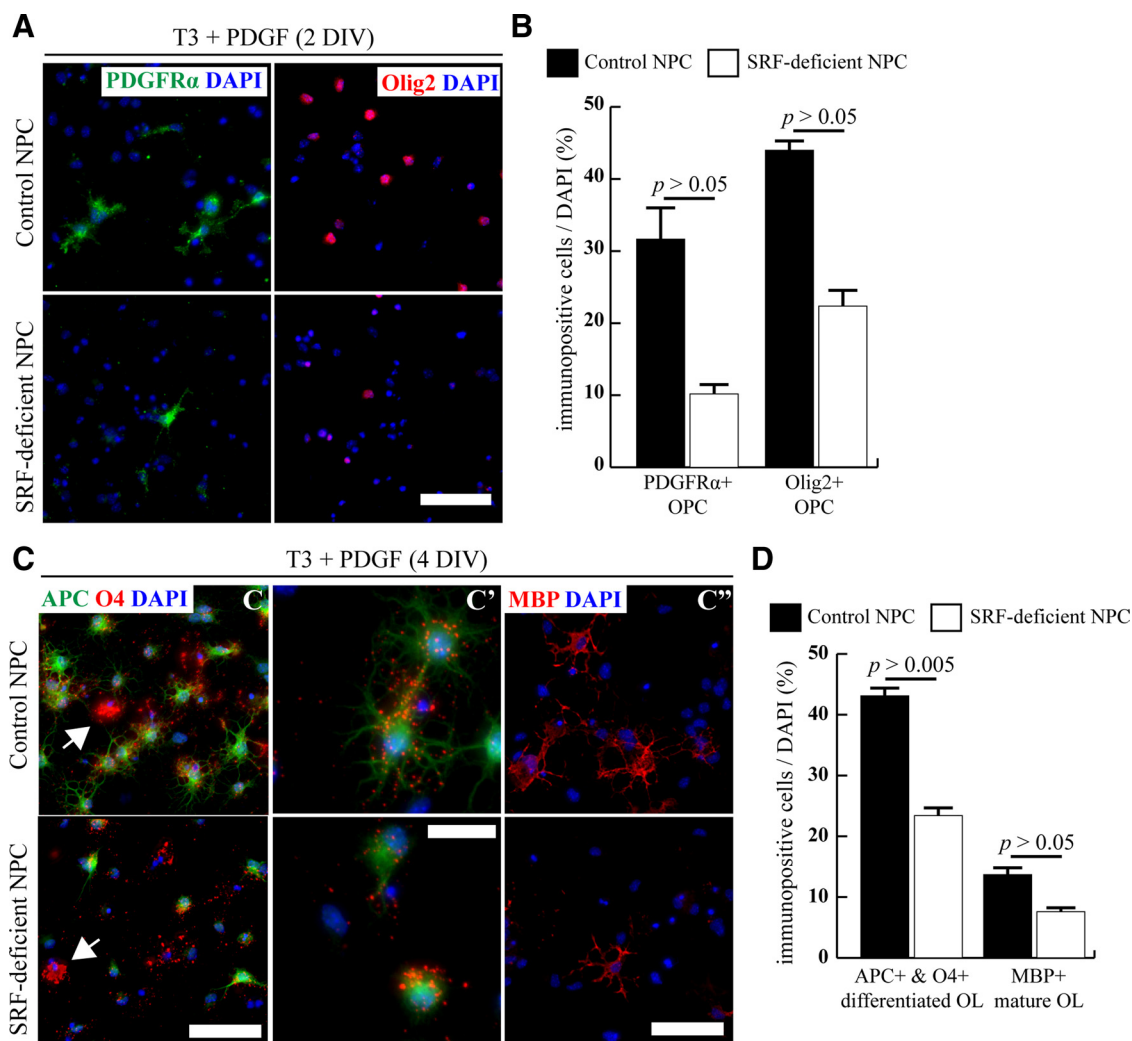 A
T3 + PDGF (2 DIV)
PDGFRα DAPI
Olig2 DAPI
Control NPC
SRF-deficient NPC
B
Control NPC
SRF-deficient NPC
immunopositive cells / DAPI (%)
50
40
30
20
10
0
p > 0.05
p > 0.05
PDGFRα+
OPC
Olig2+
OPC
C
T3 + PDGF (4 DIV)
APC O4 DAPI
C
C'
MBP DAPI
C"
Control NPC
SRF-deficient NPC
D
Control NPC
SRF-deficient NPC
immunopositive cells / DAPI (%)
50
40
30
20
10
0
p > 0.005
p > 0.05
APC+ & O4+
differentiated OL
MBP+
mature OL